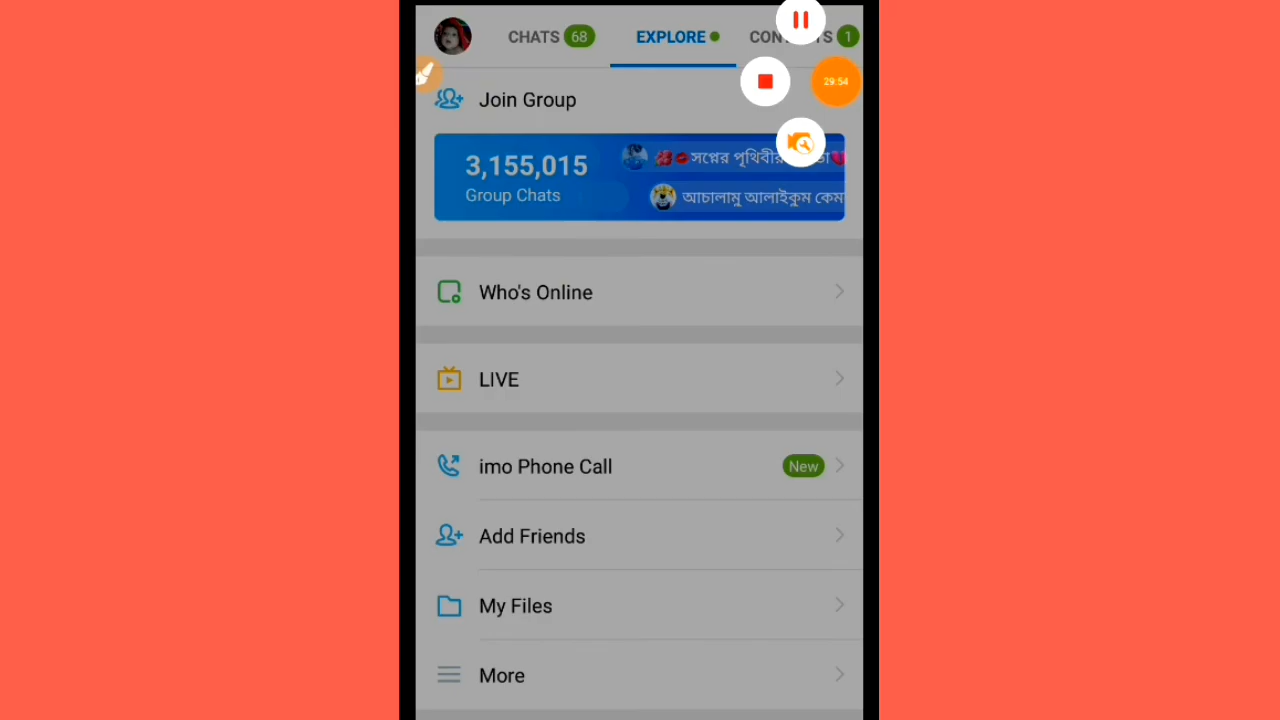 CHATS 68 EXPLORE 1
29:54
Join Group
3,155,015
Group Chats
সপ্নের পৃথিবীর
আচালামু আলাইকুম
Who's Online
LIVE
imo Phone Call New
Add Friends
My Files
More